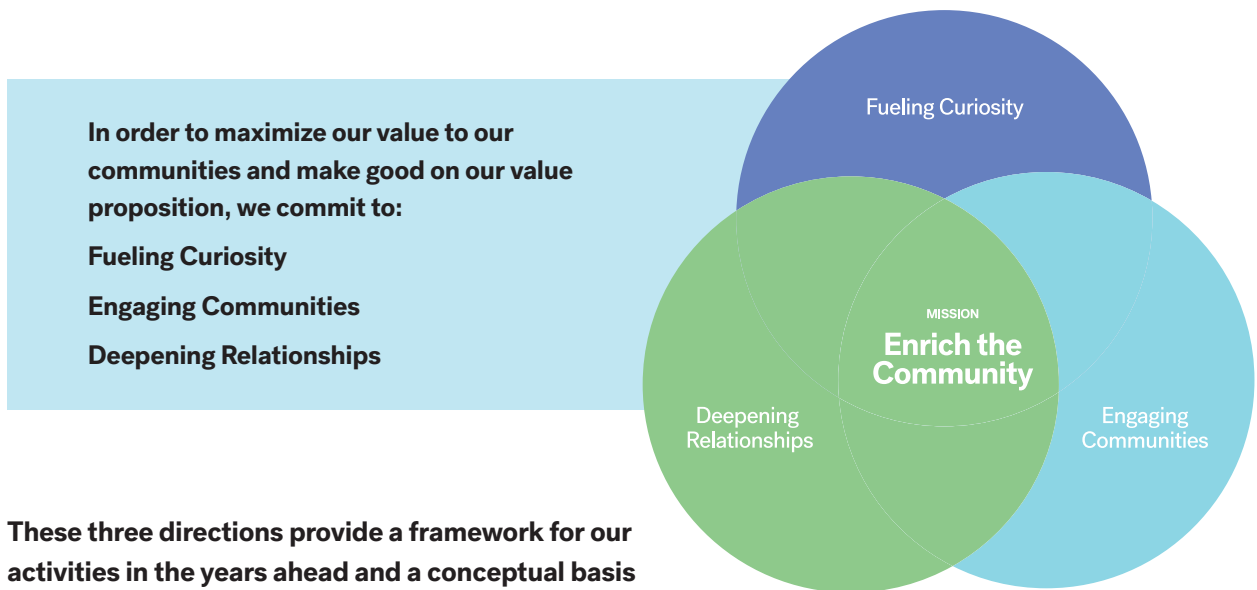 In order to maximize our value to our
communities and make good on our value
proposition, we commit to:
Fueling Curiosity
Engaging Communities
Deepening Relationships
These three directions provide a framework for our
activities in the years ahead and a conceptual basis
Fueling Curiosity
MISSION
Enrich the
Community
Deepening
Relationships
Engaging
Communities